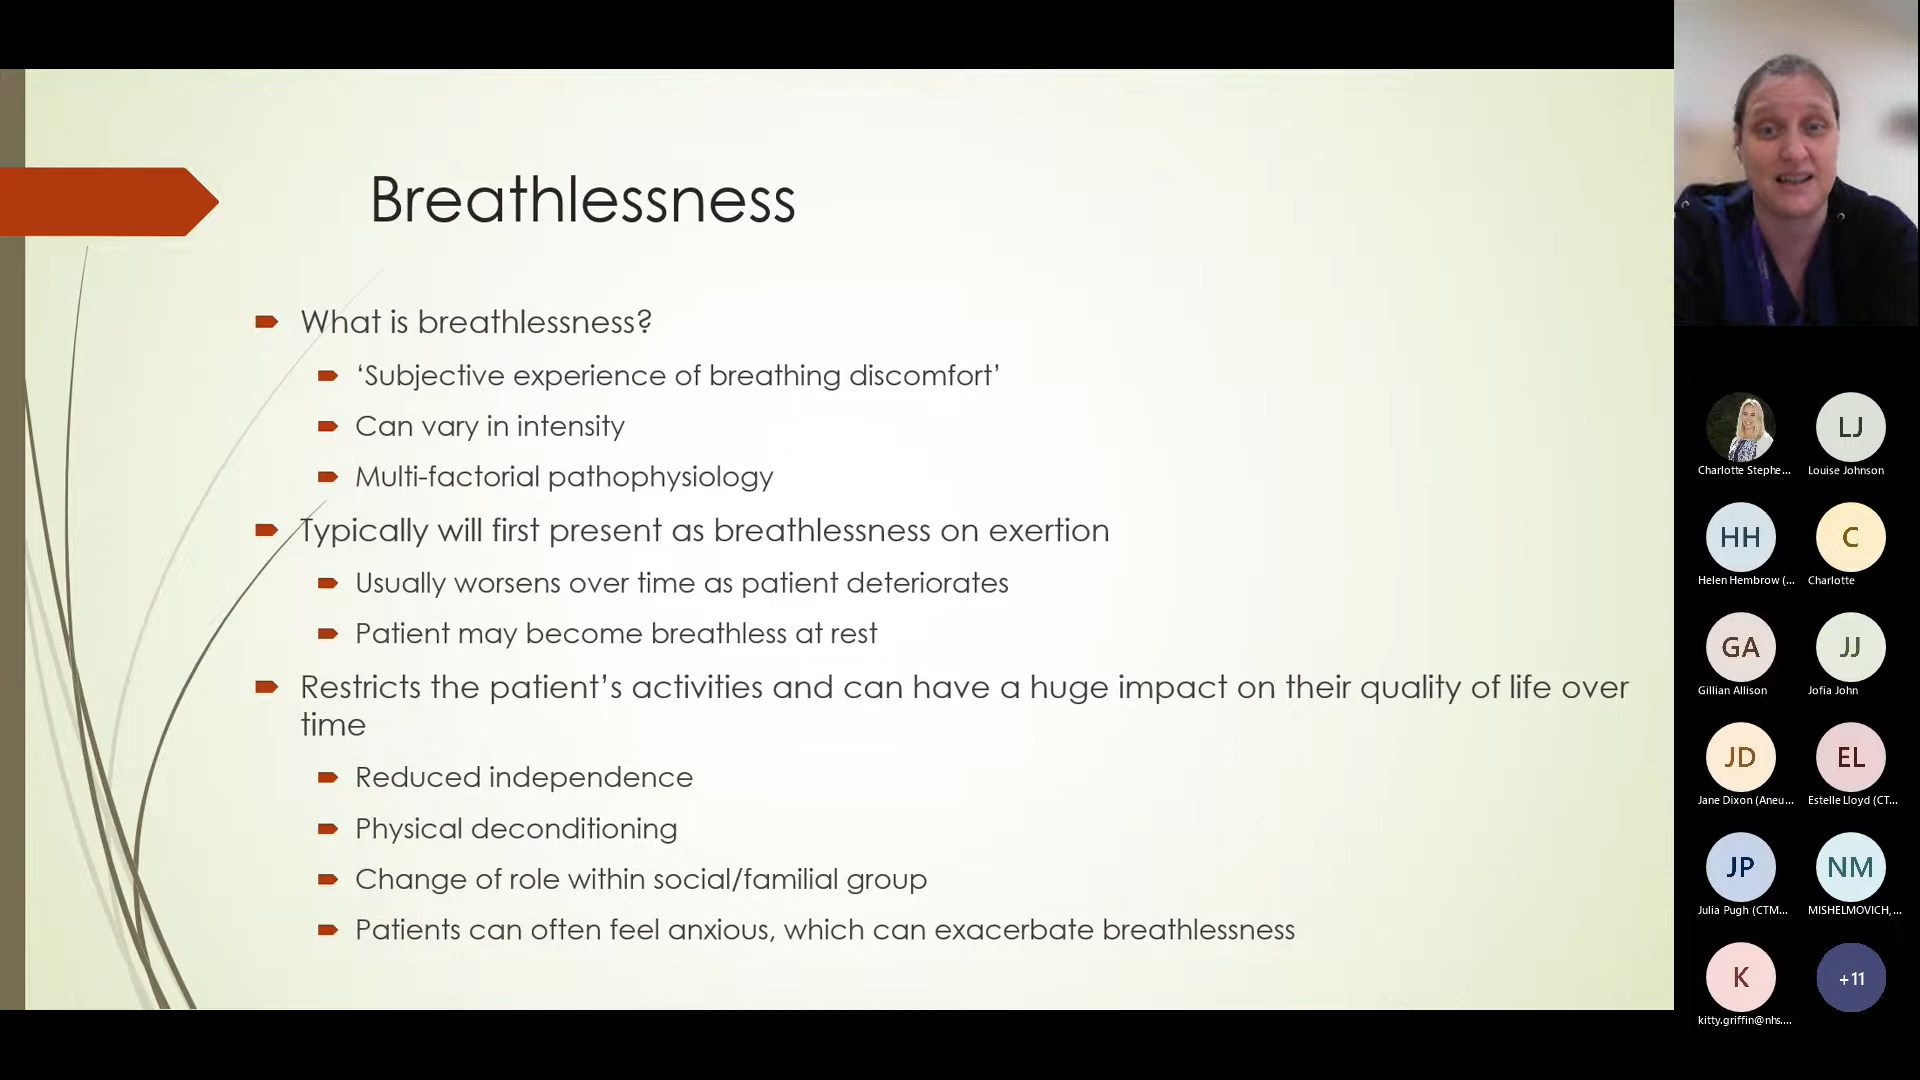 Breathlessness
What is breathlessness?
‘Subjective experience of breathing discomfort’
Can vary in intensity
Multi-factorial pathophysiology
Typically will first present as breathlessness on exertion
Usually worsens over time as patient deteriorates
Patient may become breathless at rest
Restricts the patient’s activities and can have a huge impact on their quality of life over
time
Reduced independence
Physical deconditioning
Change of role within social/familial group
Patients can often feel anxious, which can exacerbate breathlessness
LJ
Charlotte Stephe...
Louise Johnson
HH
C
Helen Hembrow (...
Charlotte
GA
JJ
Gillian Allison
Jofia John
JD
EL
Jane Dixon (Aneu...
Estelle Lloyd (CT...
JP
NM
Julia Pugh (CTM...
MISHELMOVICH,...
K
+11
kitty.griffin@nhs....